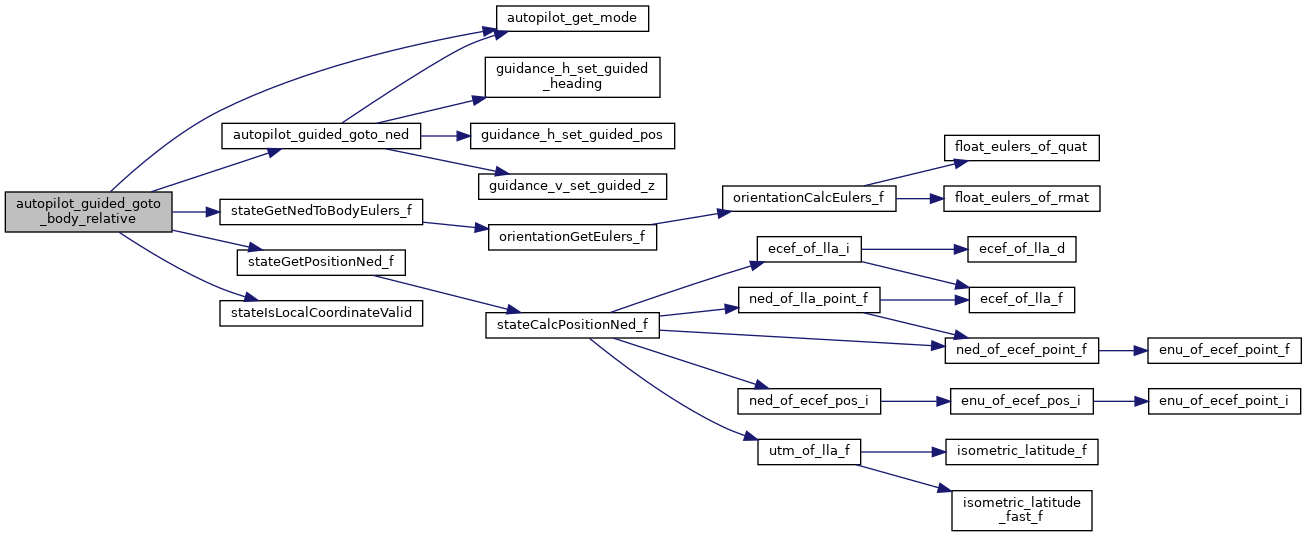 autopilot_guided_goto
_body_relative
autopilot_get_mode
autopilot_guided_goto_ned
guidance_h_set_guided
_heading
guidance_h_set_guided_pos
guidance_v_set_guided_z
stateGetNedToBodyEulers_f
orientationGetEulers_f
orientationCalcEulers_f
float_eulers_of_quat
float_eulers_of_rmat
stateGetPositionNed_f
stateCalcPositionNed_f
ecef_of_lla_i
ecef_of_lla_d
ecef_of_lla_f
ned_of_lla_point_f
ned_of_ecef_point_f
enu_of_ecef_point_f
ned_of_ecef_pos_i
enu_of_ecef_pos_i
enu_of_ecef_point_i
utm_of_lla_f
isometric_latitude_f
isometric_latitude
_fast_f
stateIsLocalCoordinateValid